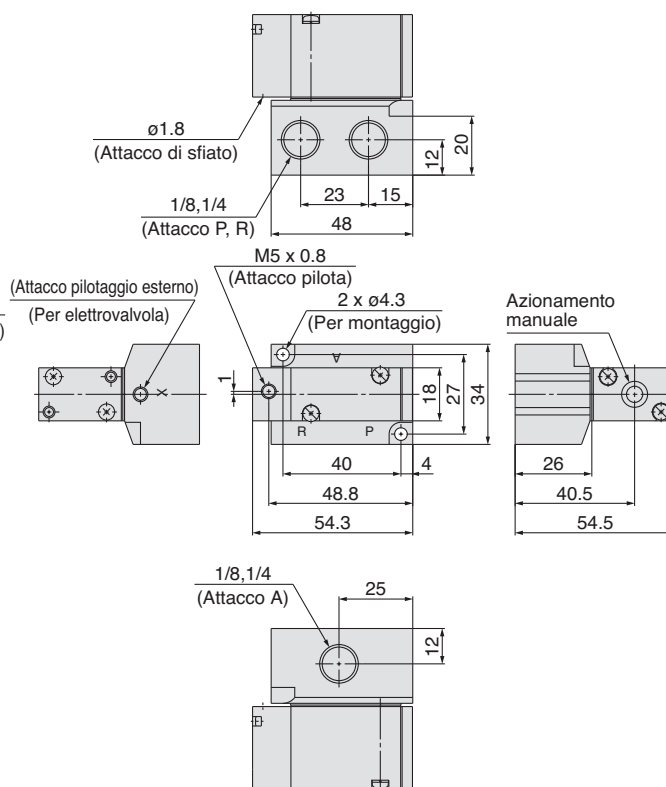 ø1.8
(Attacco di sfiato)
20
12
1/8,1/4
(Attacco P, R)
23
15
48
M5 x 0.8
(Attacco pilota)
(Attacco pilotaggio esterno)
(Per elettrovalvola)
)
2 x ø4.3
(Per montaggio)
Azionamento
manuale
X
1
A
R
P
18
27
34
40
4
48.8
54.3
26
40.5
54.5
1/8,1/4
(Attacco A)
25
12